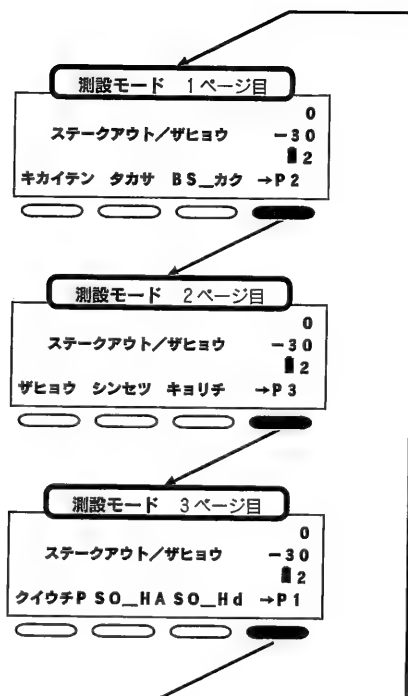 測設モード 1ページ目
0
ステークアウト/ザヒョウ -30
2
キカイテン タカサ BS_カク →P2
測設モード 2ページ目
0
ステークアウト/ザヒョウ -30
2
ザヒョウ シンセツ キョリチ →P3
測設モード 3ページ目
0
ステークアウト/ザヒョウ -30
2
クイウチP SO_HA SO_Hd →P1